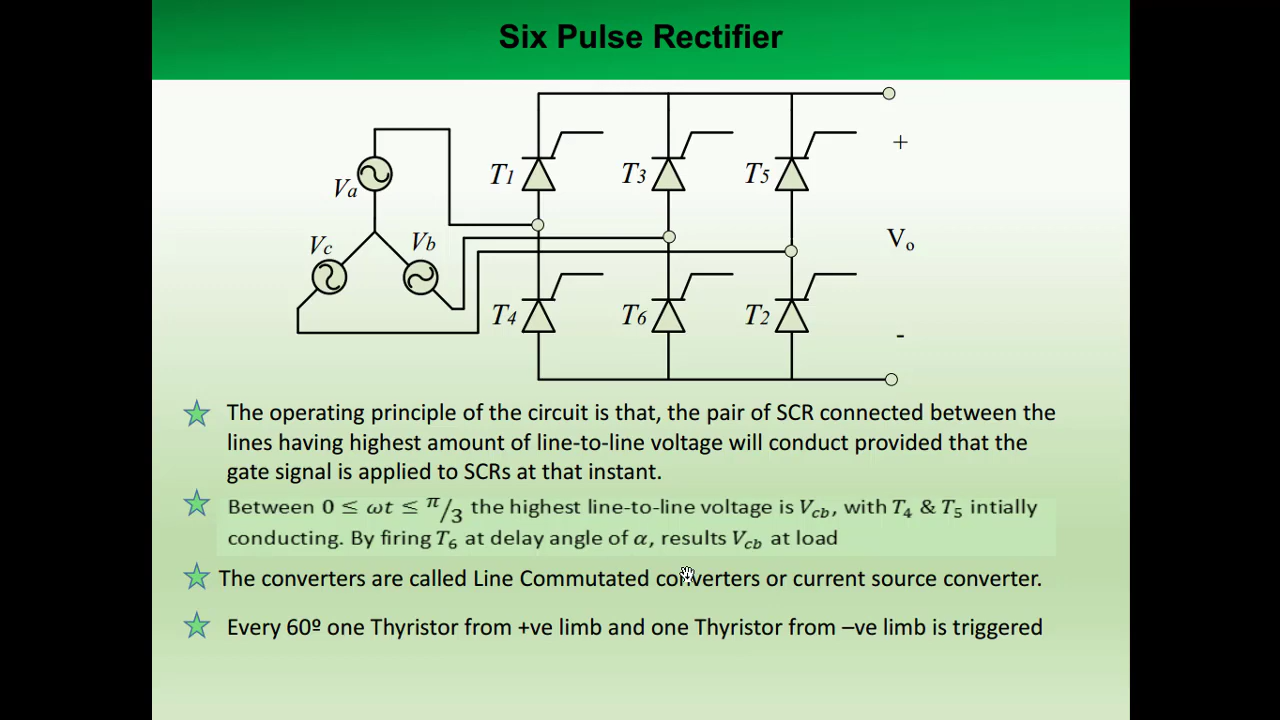 Six Pulse Rectifier
T1
T3
T5
+
Va
Vc
Vb
Vo
T4
T6
T2
-
The operating principle of the circuit is that, the pair of SCR connected between the
lines having highest amount of line-to-line voltage will conduct provided that the
gate signal is applied to SCRs at that instant.
Between 0 ≤ ωt ≤ π/3 the highest line-to-line voltage is Vcb, with T4 & T5 intially
conducting. By firing T6 at delay angle of α, results Vcb at load
The converters are called Line Commutated converters or current source converter.
Every 60º one Thyristor from +ve limb and one Thyristor from –ve limb is triggered